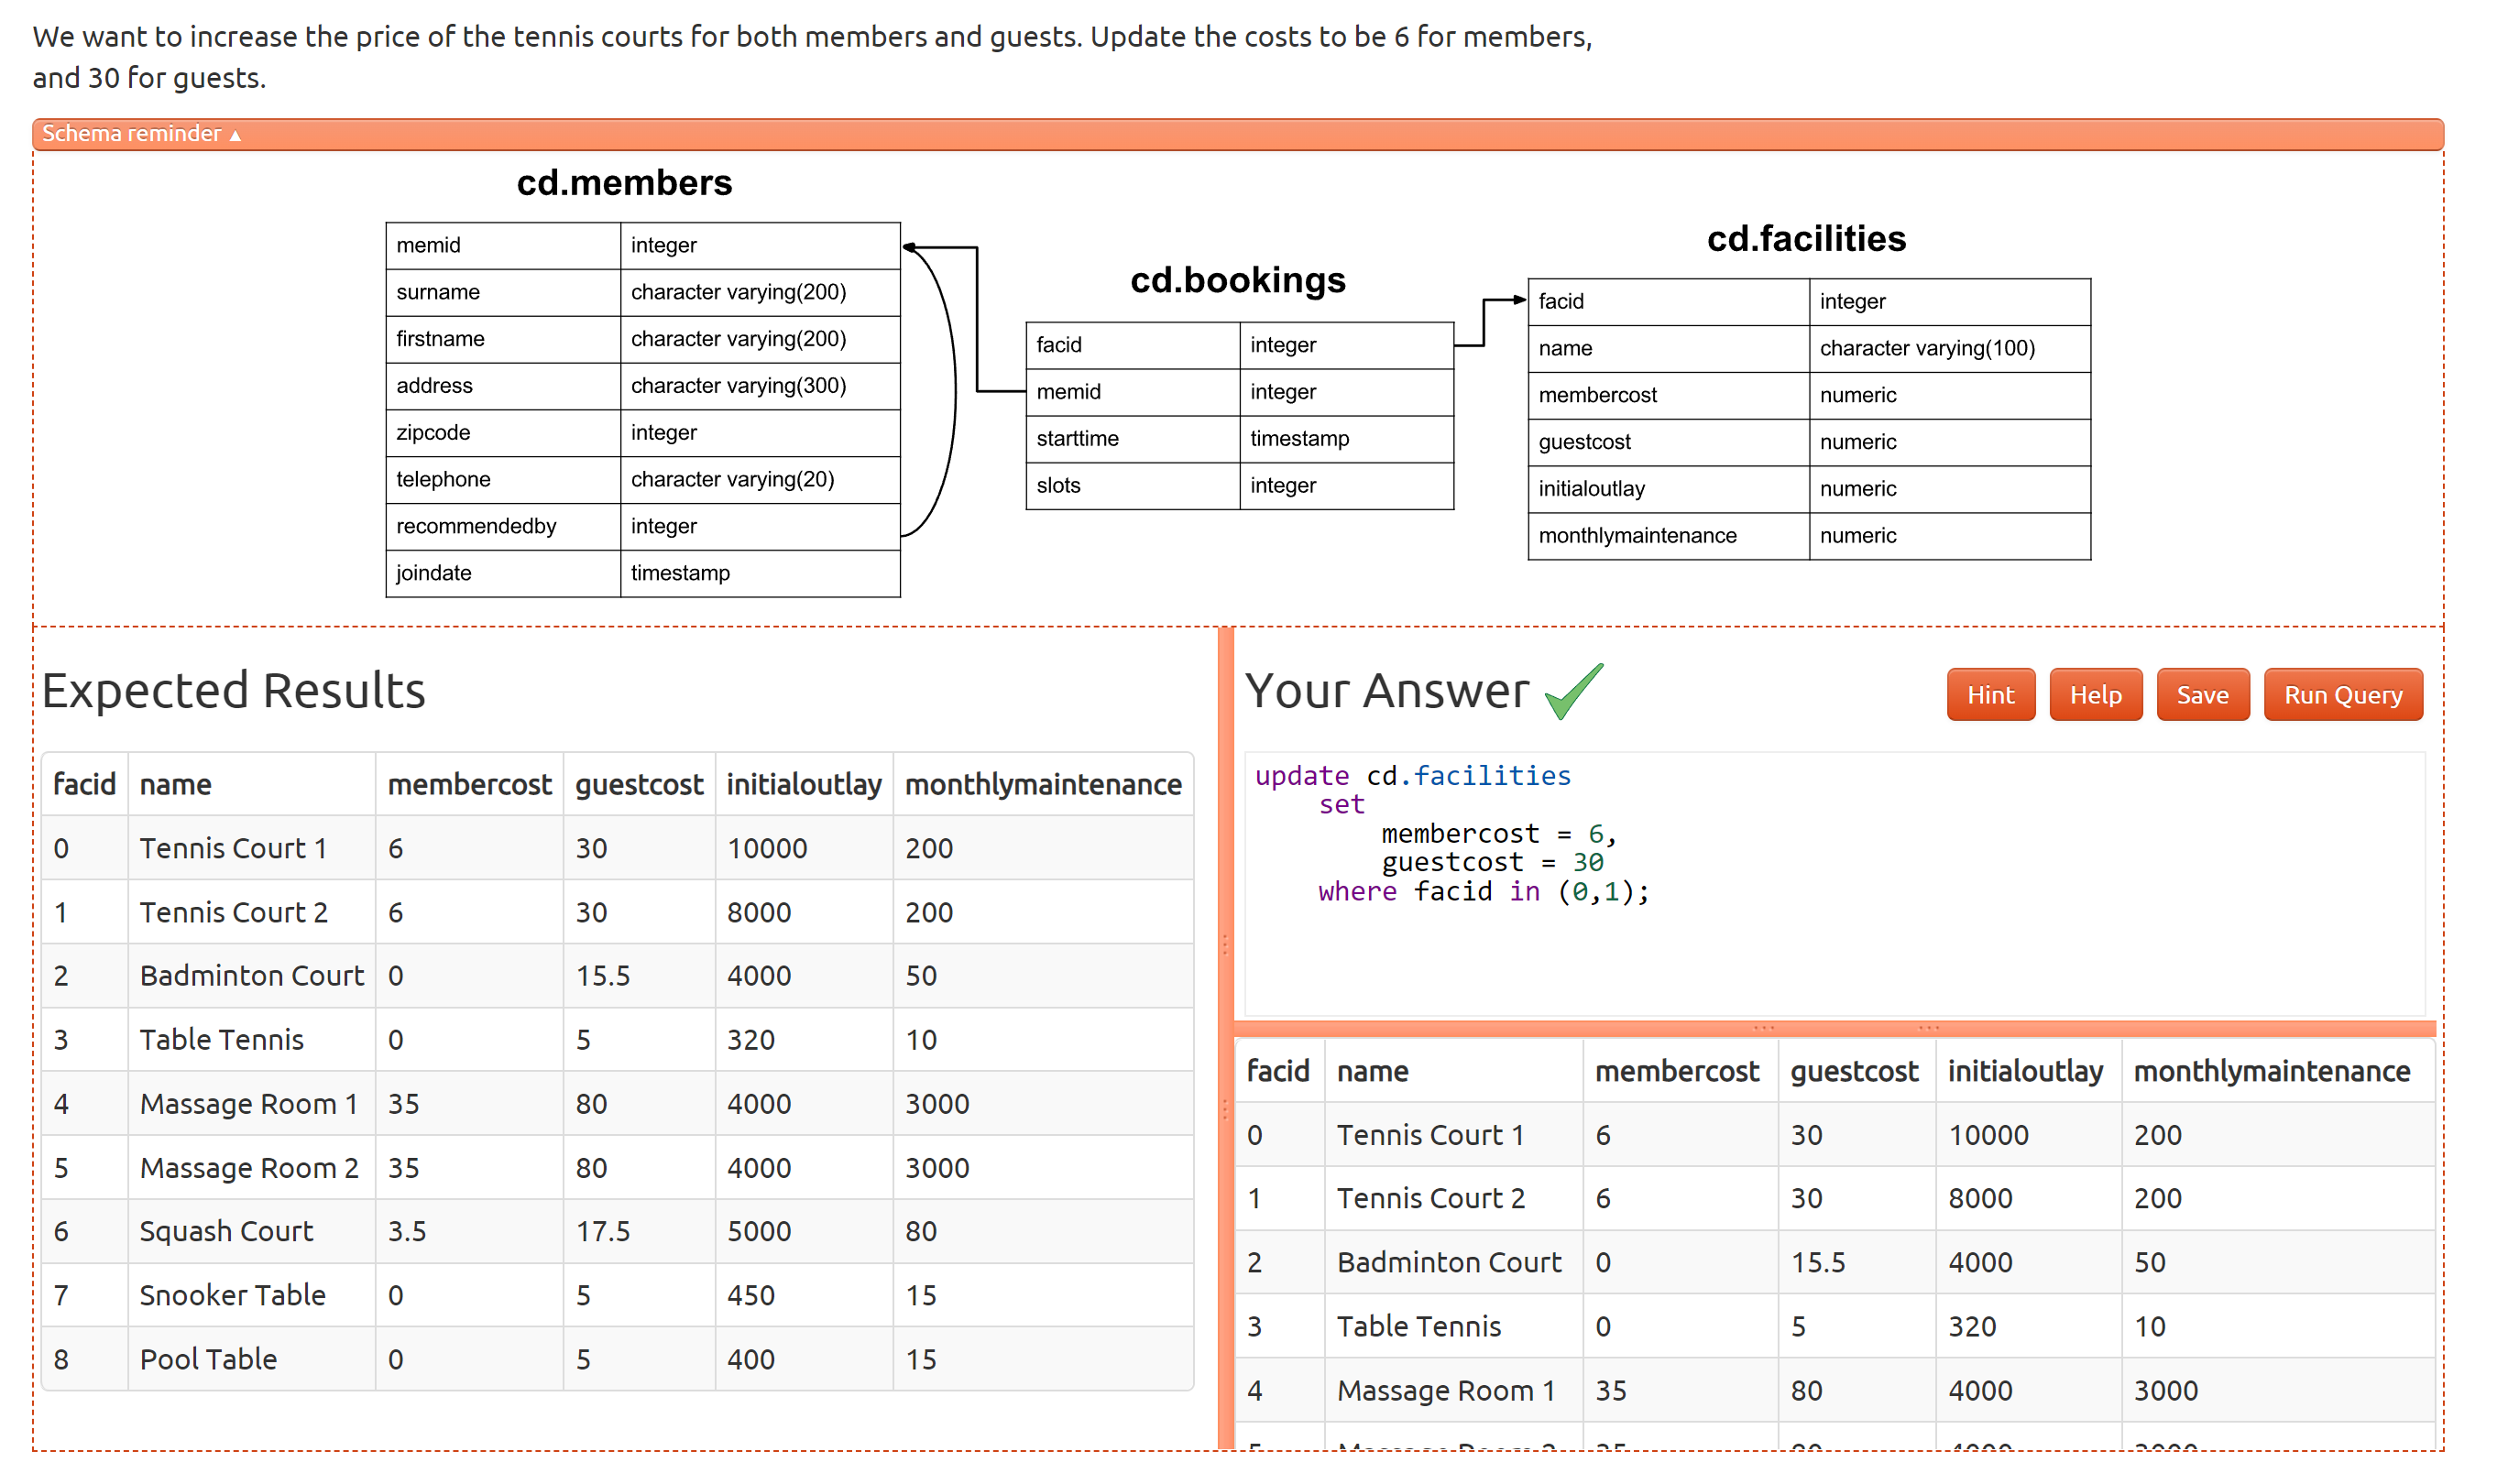 We want to increase the price of the tennis courts for both members and guests. Update the costs to be 6 for members,
and 30 for guests.
Schema reminder ▲
cd.members
memid integer
surname character varying(200)
firstname character varying(200)
address character varying(300)
zipcode integer
telephone character varying(20)
recommendedby integer
joindate timestamp
cd.bookings
facid integer
memid integer
starttime timestamp
slots integer
cd.facilities
facid integer
name character varying(100)
membercost numeric
guestcost numeric
initialoutlay numeric
monthlymaintenance numeric
Expected Results
facid name membercost guestcost initialoutlay monthlymaintenance
0 Tennis Court 1 6 30 10000 200
1 Tennis Court 2 6 30 8000 200
2 Badminton Court 0 15.5 4000 50
3 Table Tennis 0 5 320 10
4 Massage Room 1 35 80 4000 3000
5 Massage Room 2 35 80 4000 3000
6 Squash Court 3.5 17.5 5000 80
7 Snooker Table 0 5 450 15
8 Pool Table 0 5 400 15
Your Answer
Hint Help Save Run Query
update cd.facilities
set
membercost = 6,
guestcost = 30
where facid in (0,1);
facid name membercost guestcost initialoutlay monthlymaintenance
0 Tennis Court 1 6 30 10000 200
1 Tennis Court 2 6 30 8000 200
2 Badminton Court 0 15.5 4000 50
3 Table Tennis 0 5 320 10
4 Massage Room 1 35 80 4000 3000